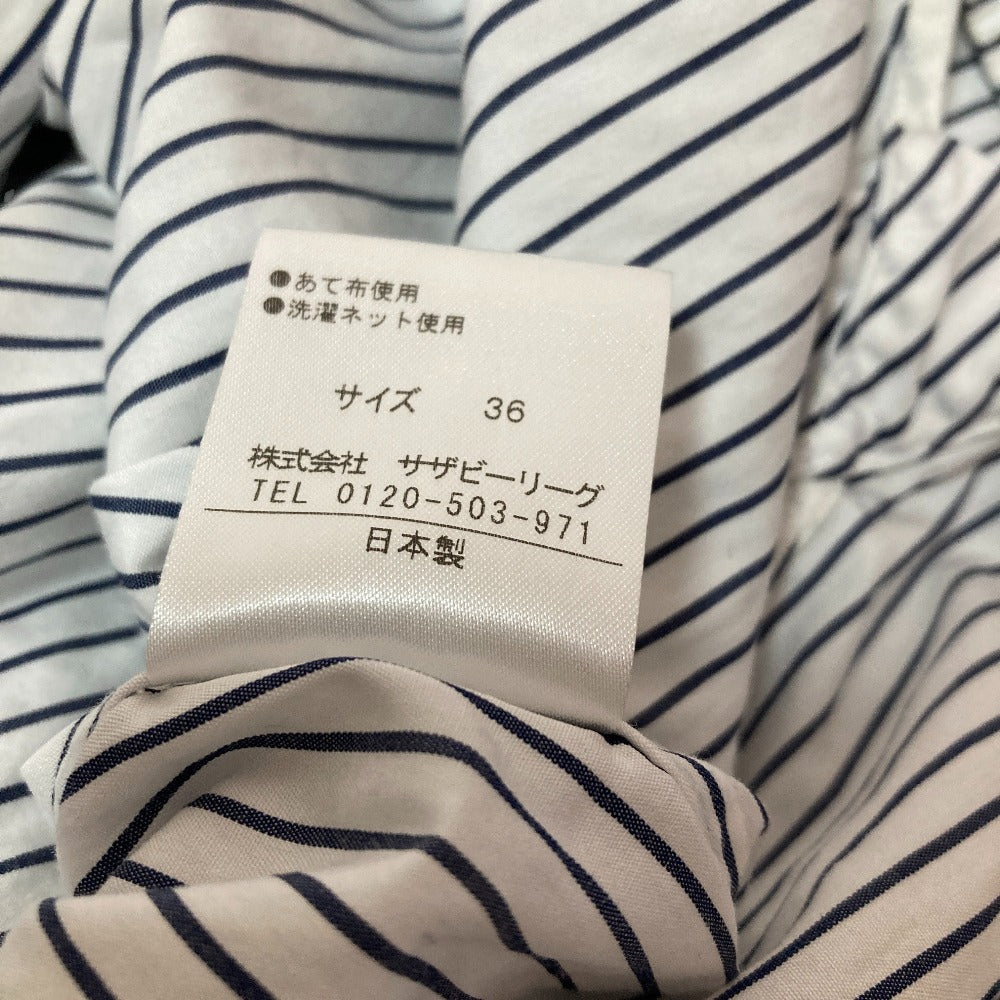 ●あて布使用
●洗濯ネット使用
サイズ 36
株式会社 サザビーリーグ
TEL 0120-503-971
日本製